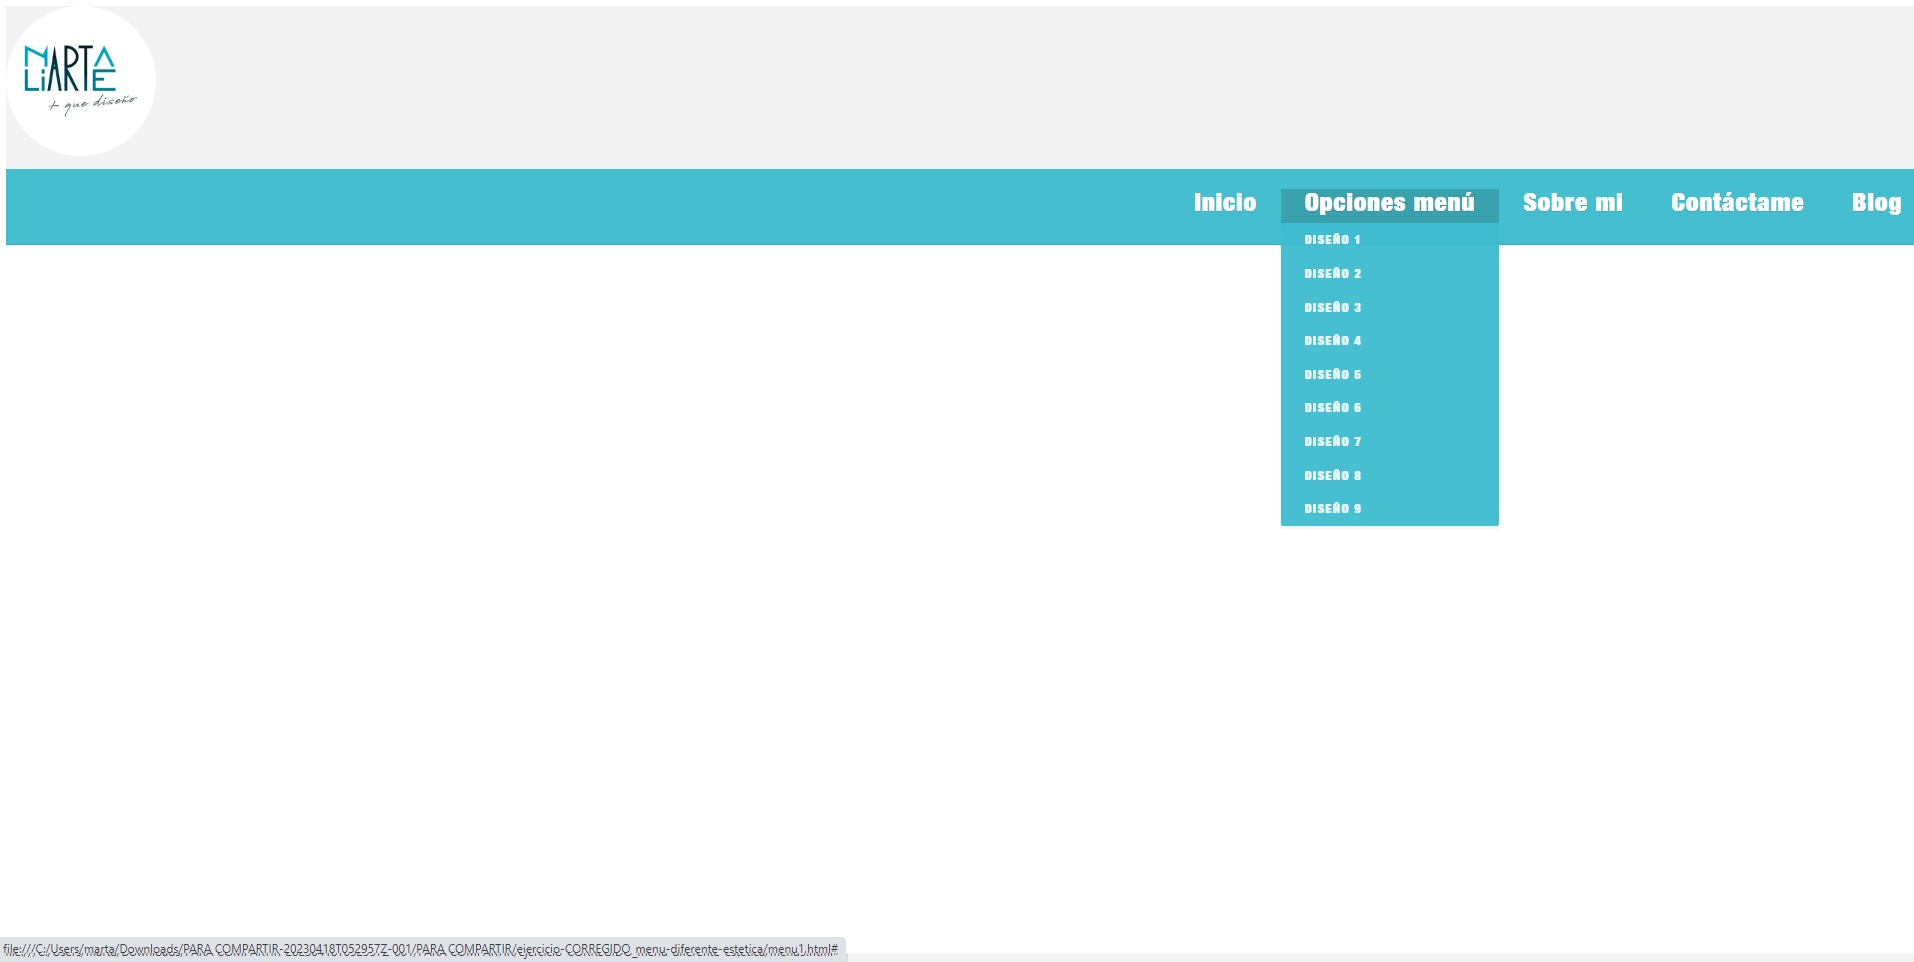 MARTA
LiARTE
+ que diseño
Inicio Opciones menú Sobre mi Contáctame Blog
DISEÑO 1
DISEÑO 2
DISEÑO 3
DISEÑO 4
DISEÑO 5
DISEÑO 6
DISEÑO 7
DISEÑO 8
DISEÑO 9
file:///C:/Users/marta/Downloads/PARA COMPARTIR-20230418T052957Z-001/PARA COMPARTIR/ejercicio-CORREGIDO_menu-diferente-estetica/menu1.html#